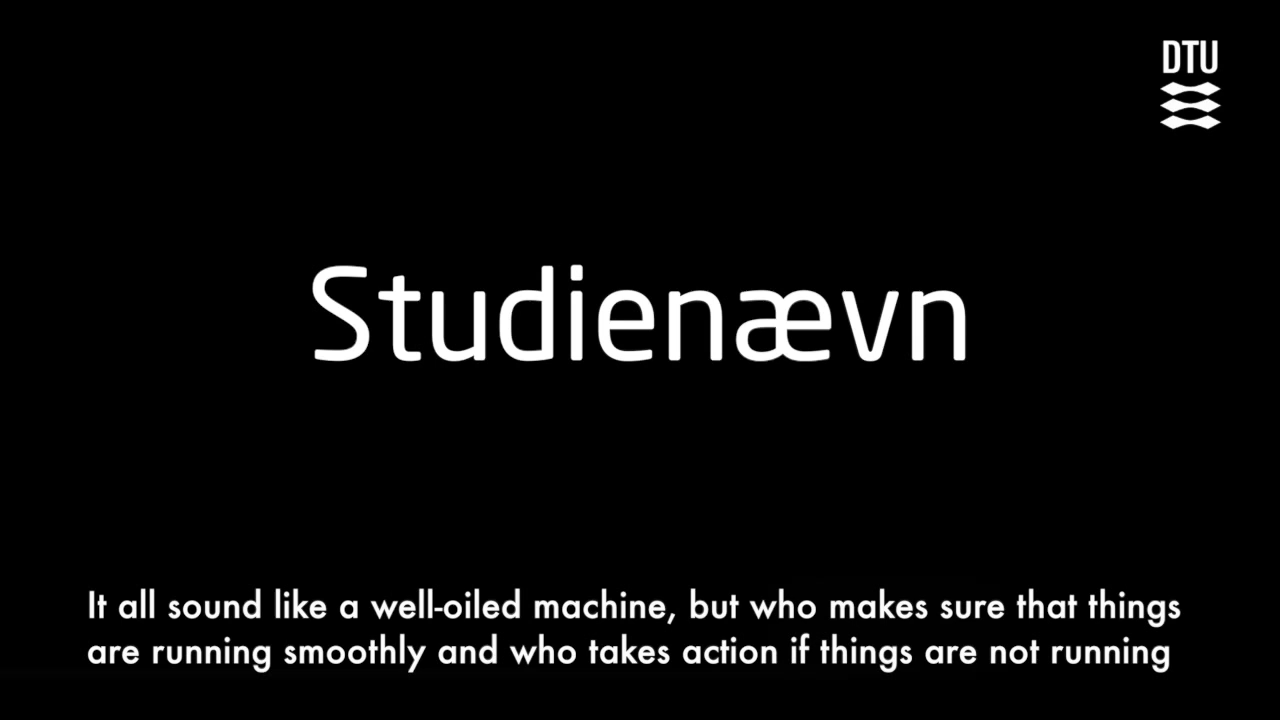 DTU
Studienævn
It all sound like a well-oiled machine, but who makes sure that things
are running smoothly and who takes action if things are not running